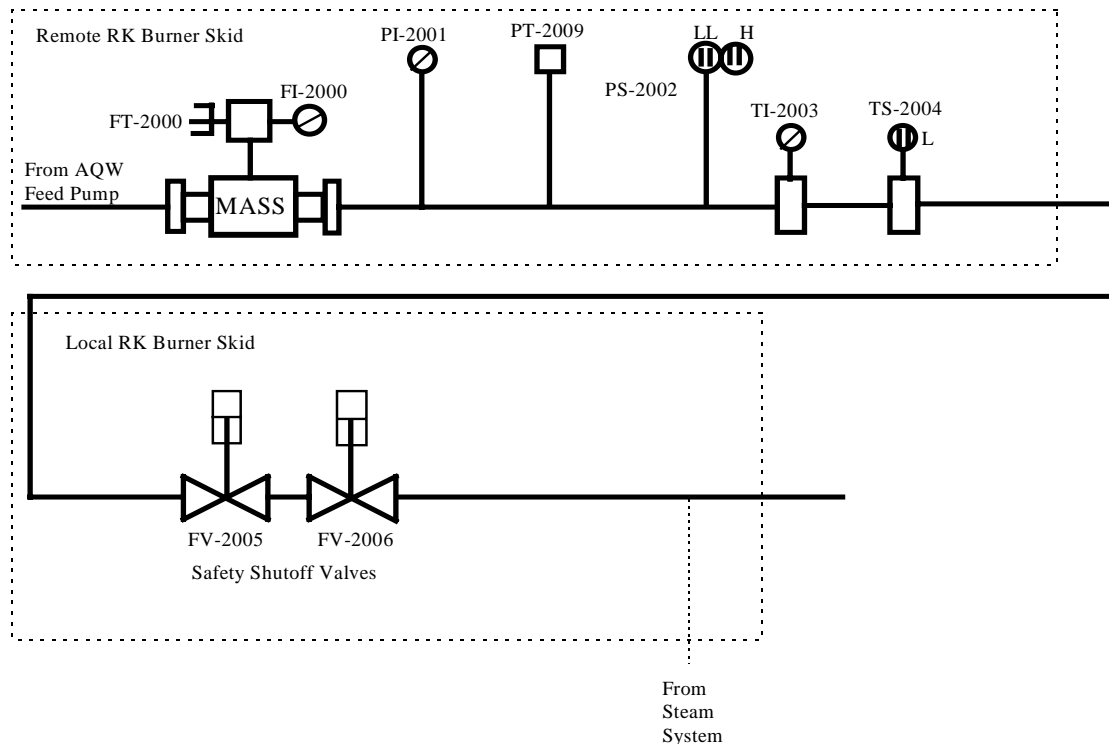 Remote RK Burner Skid
PI-2001
PT-2009
LL H
PS-2002
FI-2000
FT-2000
TI-2003
TS-2004
L
From AQW
Feed Pump
MASS
Local RK Burner Skid
FV-2005
FV-2006
Safety Shutoff Valves
From
Steam
System